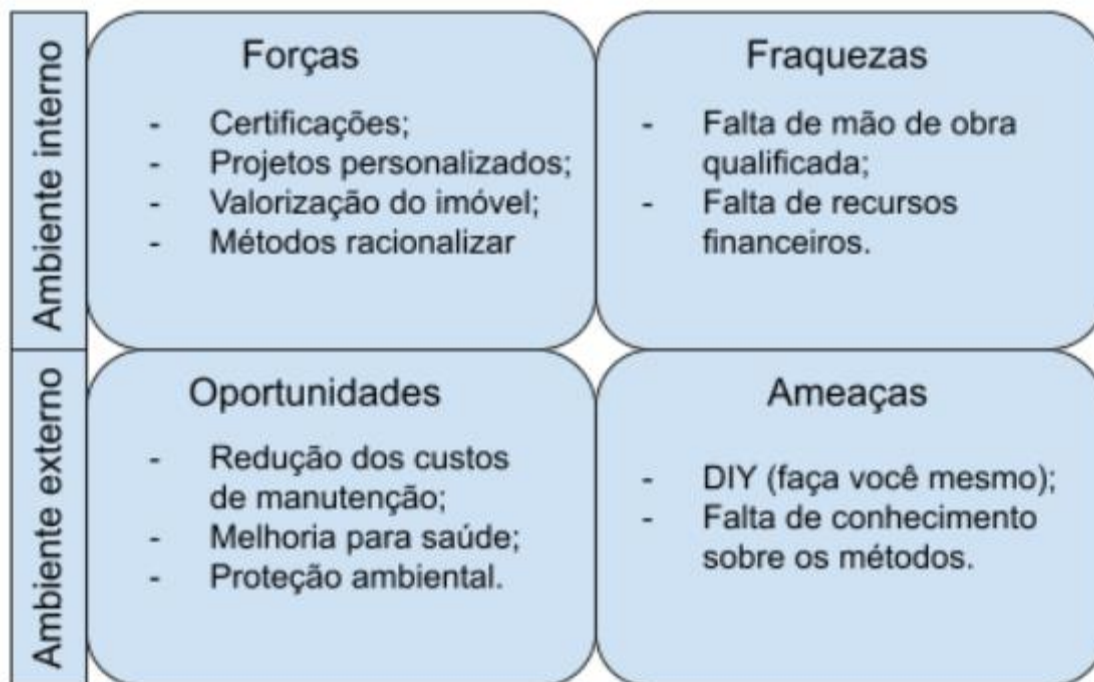 Ambiente interno
Forças
- Certificações;
- Projetos personalizados;
- Valorização do imóvel;
- Métodos racionalizar
Fraquezas
- Falta de mão de obra
qualificada;
- Falta de recursos
financeiros.
Ambiente externo
Oportunidades
- Redução dos custos
de manutenção;
- Melhoria para saúde;
- Proteção ambiental.
Ameaças
- DIY (faça você mesmo);
- Falta de conhecimento
sobre os métodos.